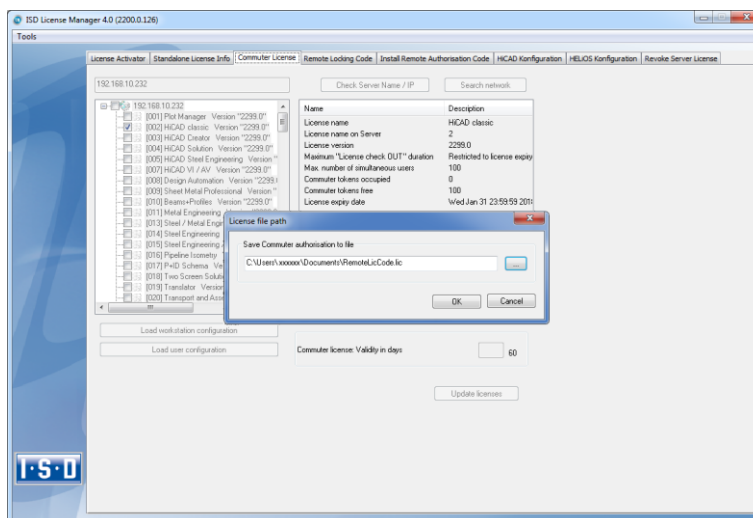 ISD License Manager 4.0 (2200.0.126)
Tools
License Activator Standalone License Info Commuter License Remote Locking Code Install Remote Authorisation Code HiCAD Konfiguration HELiOS Konfiguration Revoke Server License
192.168.10.232
Check Server Name / IP
Search network
192.168.10.232
[001] Plot Manager Version "2299.0"
[002] HiCAD classic Version "2299.0"
[003] HiCAD Creator Version "2299.0"
[004] HiCAD Solution Version "2299.0"
[005] HiCAD Steel Engineering Version "
[007] HiCAD VI / AV Version "2299.0"
[008] Design Automation Version "2299.
[009] Sheet Metal Professional Version "
[010] Beams+Profiles Version "2299.0"
[011] Metal Engineering
[013] Steel / Metal Engi
[014] Steel Engineering
[015] Steel Engineering
[016] Pipeline Isometry
[017] P+ID Schema Ve
[018] Two Screen Soluti
[019] Translator Version
[020] Transport and Ass
Name Description
License name HiCAD classic
License name on Server 2
License version 2299.0
Maximum "License check OUT" duration Restricted to license expiry
Max. number of simultaneous users 100
Commuter tokens occupied 0
Commuter tokens free 100
License expiry date Wed Jan 31 23:59:59 201
License file path
Save Commuter authorisation to file
C:\Users\xxxxxx\Documents\RemoteLicCode.lic
...
OK
Cancel
Load workstation configuration
Load user configuration
Commuter license: Validity in days
60
Update licenses
I·S·D